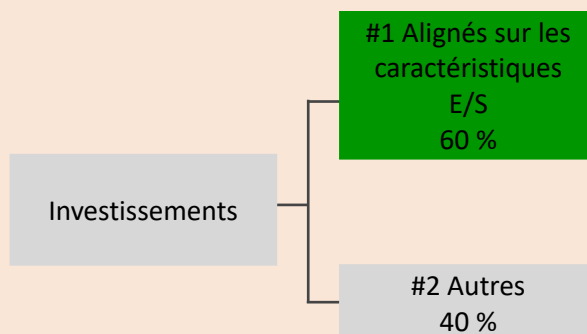 #1 Alignés sur les
caractéristiques
E/S
60 %
Investissements
#2 Autres
40 %